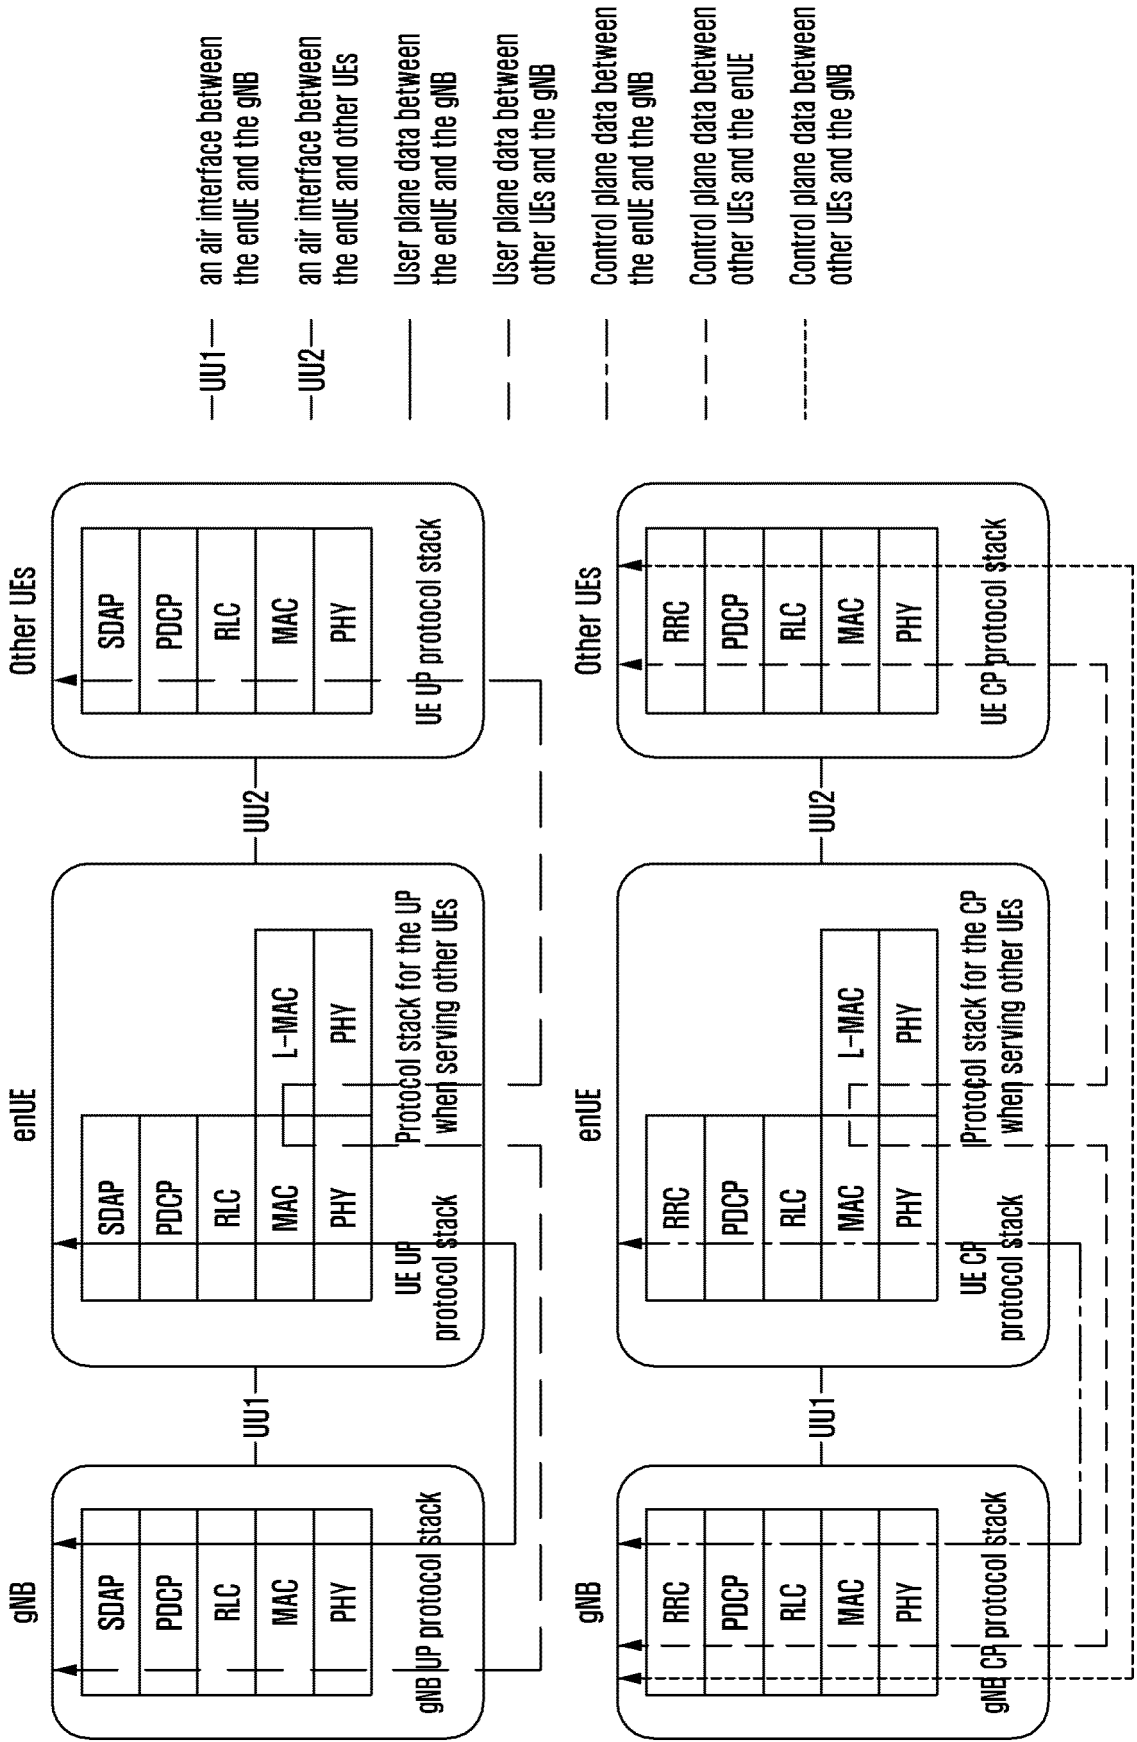 gNB
SDAP
PDCP
RLC
MAC
PHY
gNB UP protocol stack
UU1
enUE
SDAP
PDCP
RLC
MAC
PHY
L-MAC
PHY
UE UP
protocol stack
Protocol stack for the UP
when serving other UEs
UU2
Other UEs
SDAP
PDCP
RLC
MAC
PHY
UE UP protocol stack
gNB
RRC
PDCP
RLC
MAC
PHY
gNB CP protocol stack
UU1
enUE
RRC
PDCP
RLC
MAC
PHY
L-MAC
PHY
UE CP
protocol stack
Protocol stack for the CP
when serving other UEs
UU2
Other UEs
RRC
PDCP
RLC
MAC
PHY
UE CP protocol stack
UU1
an air interface between
the enUE and the gNB
UU2
an air interface between
the enUE and other UEs
User plane data between
the enUE and the gNB
User plane data between
other UEs and the gNB
Control plane data between
the enUE and the gNB
Control plane data between
other UEs and the enUE
Control plane data between
other UEs and the gNB